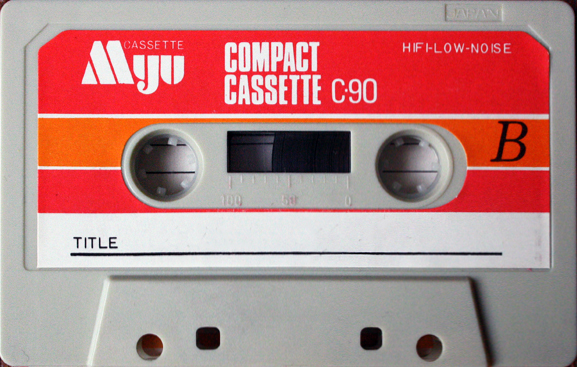 JAPAN
CASSETTE
Myu
COMPACT
CASSETTE C·90
HIFI-LOW-NOISE
B
100 50 0
TITLE